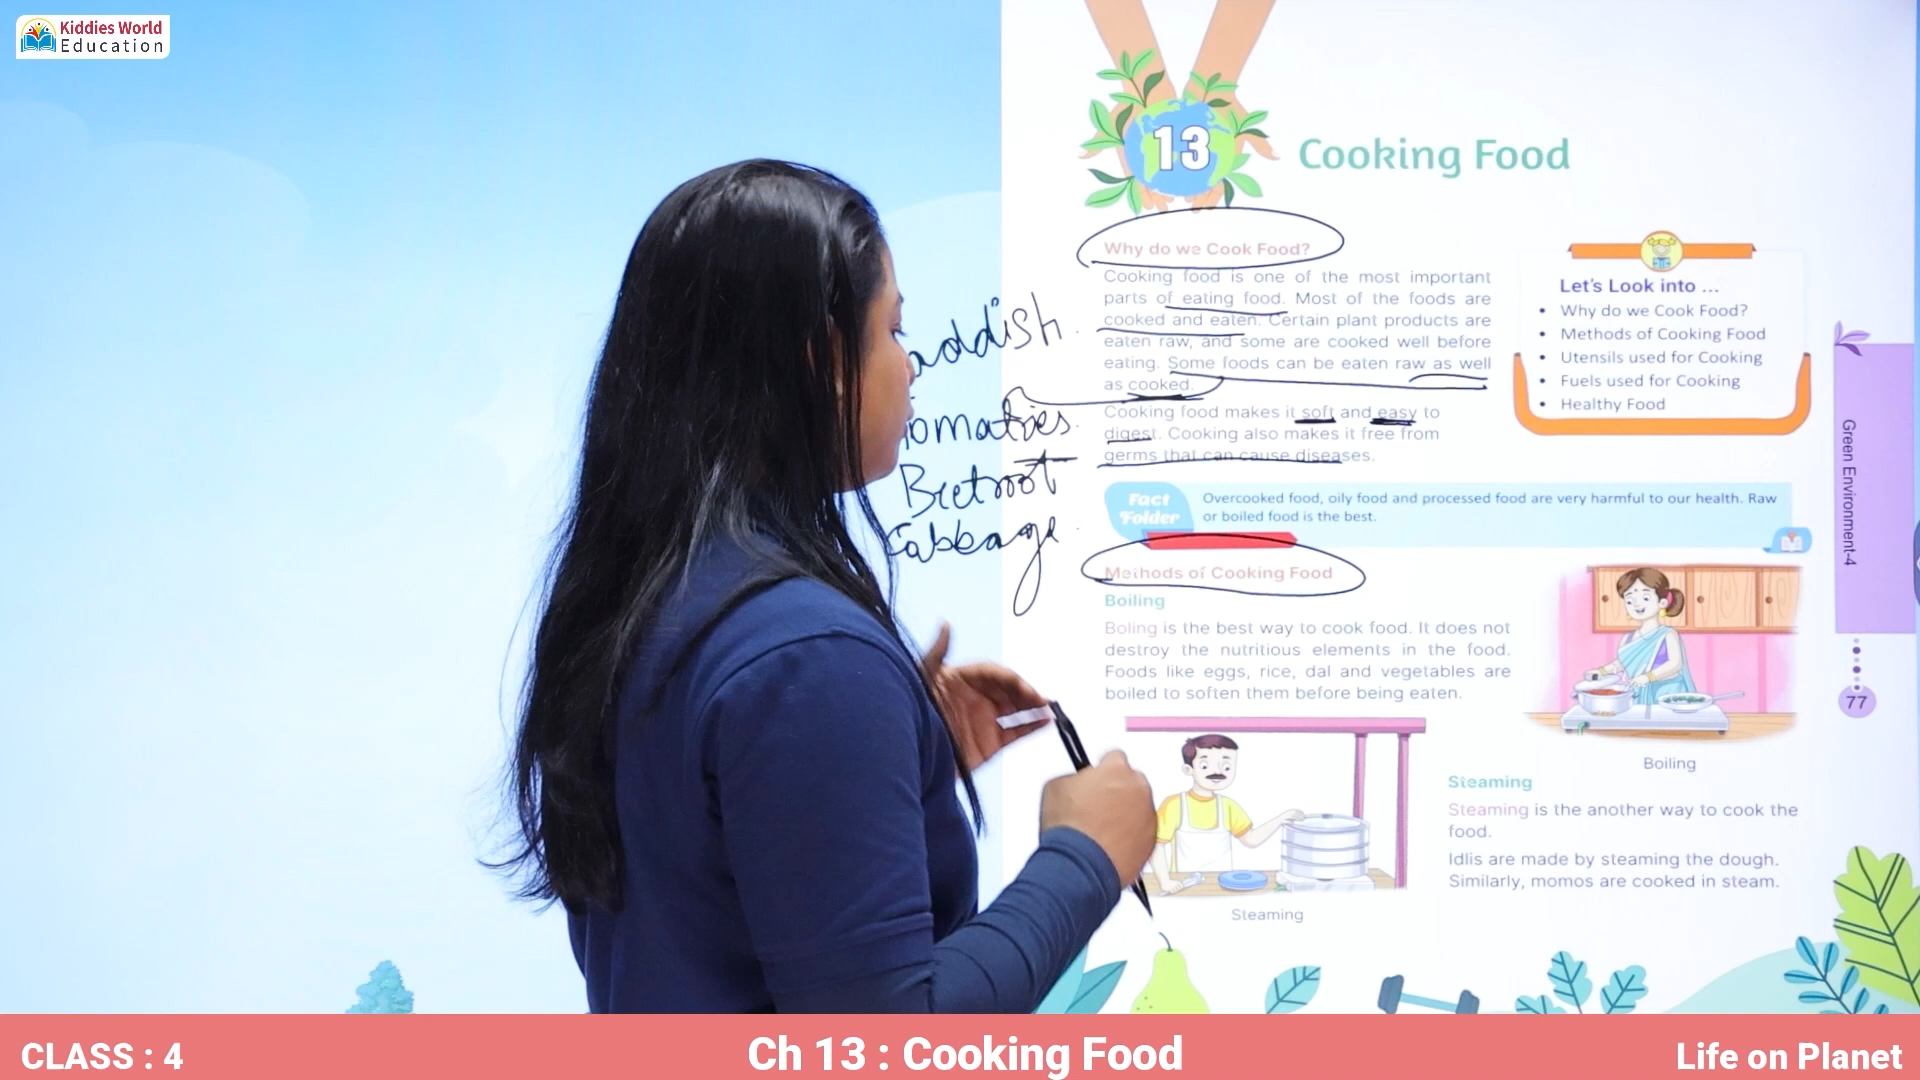 Kiddies World
Education
13
Cooking Food
Why do we Cook Food?
Cooking food is one of the most important
parts of eating food. Most of the foods are
cooked and eaten. Certain plant products are
eaten raw, and some are cooked well before
eating. Some foods can be eaten raw as well
as cooked.
Cooking food makes it soft and easy to
digest. Cooking also makes it free from
germs that can cause diseases.
Let's Look into ...
• Why do we Cook Food?
• Methods of Cooking Food
• Utensils used for Cooking
• Fuels used for Cooking
• Healthy Food
addish
Beetroot
Cabbage
Fact
Folder
Overcooked food, oily food and processed food are very harmful to our health. Raw
or boiled food is the best.
Methods of Cooking Food
Boiling
Boling is the best way to cook food. It does not
destroy the nutritious elements in the food.
Foods like eggs, rice, dal and vegetables are
boiled to soften them before being eaten.
Boiling
Steaming
Steaming is the another way to cook the
food.
Idlis are made by steaming the dough.
Similarly, momos are cooked in steam.
Steaming
Green Environment-4
77
CLASS : 4
Ch 13 : Cooking Food
Life on Planet